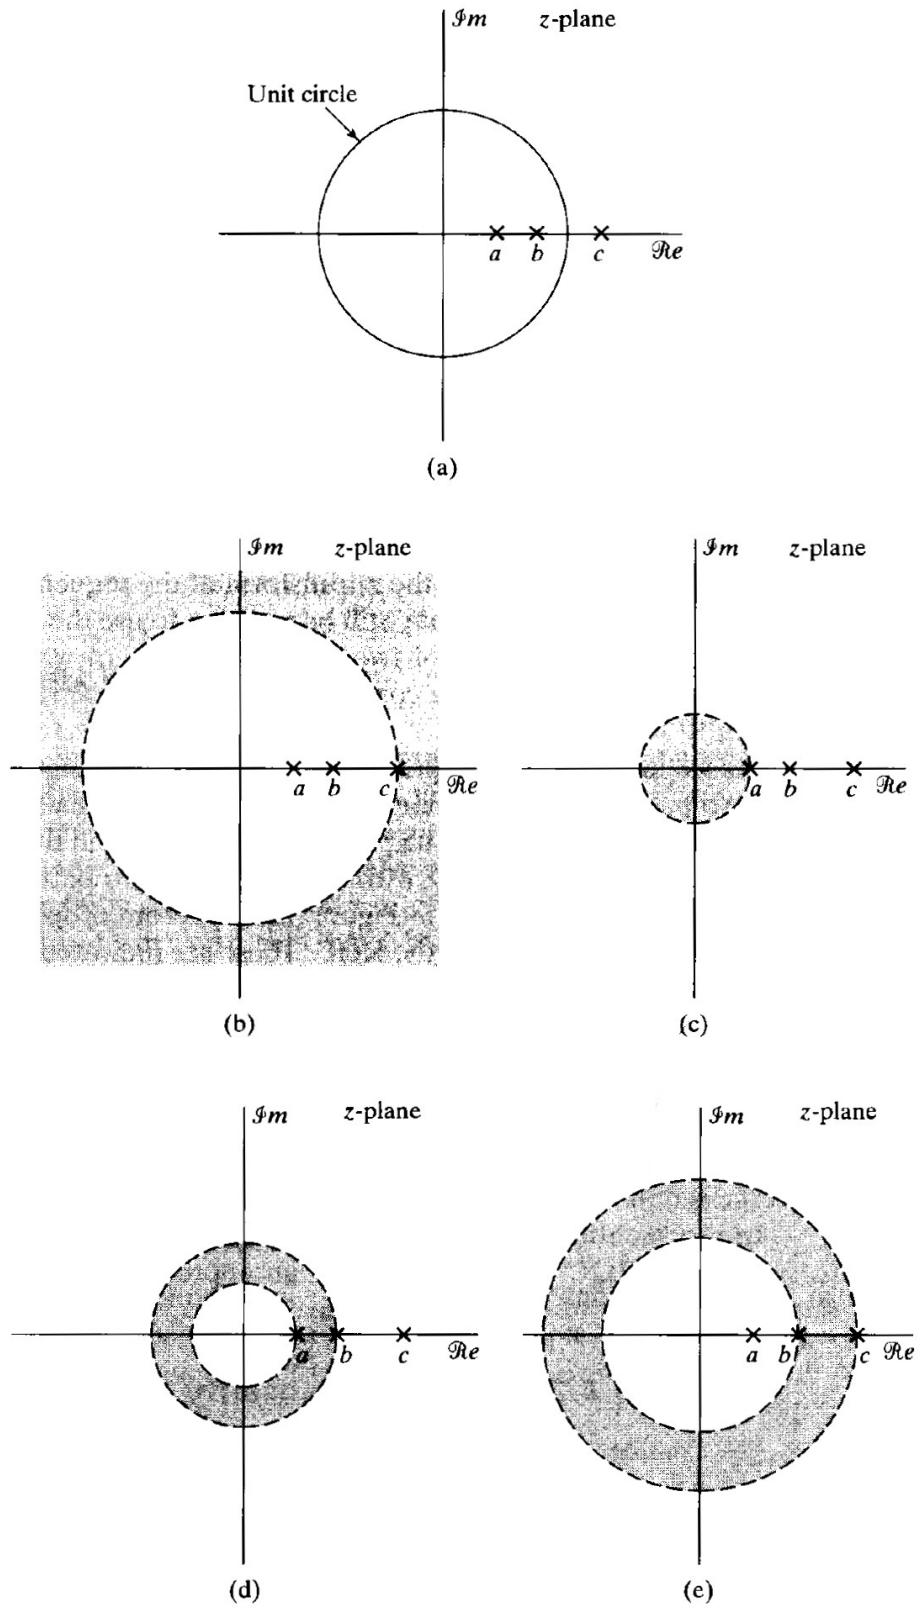 ℐm z-plane
Unit circle
a b c ℛe
(a)
ℐm z-plane
a b c ℛe
(b)
ℐm z-plane
a b c ℛe
(c)
ℐm z-plane
a b c ℛe
(d)
ℐm z-plane
a b c ℛe
(e)